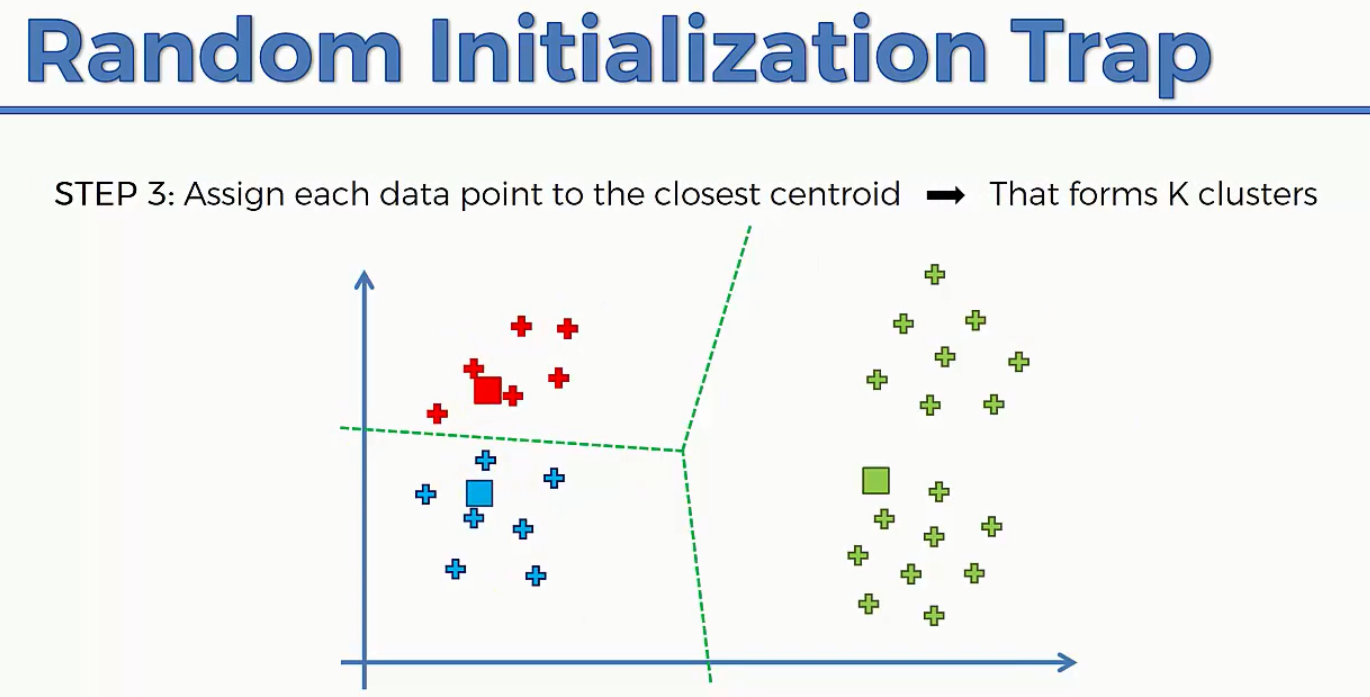 Random Initialization Trap
STEP 3: Assign each data point to the closest centroid ➡ That forms K clusters